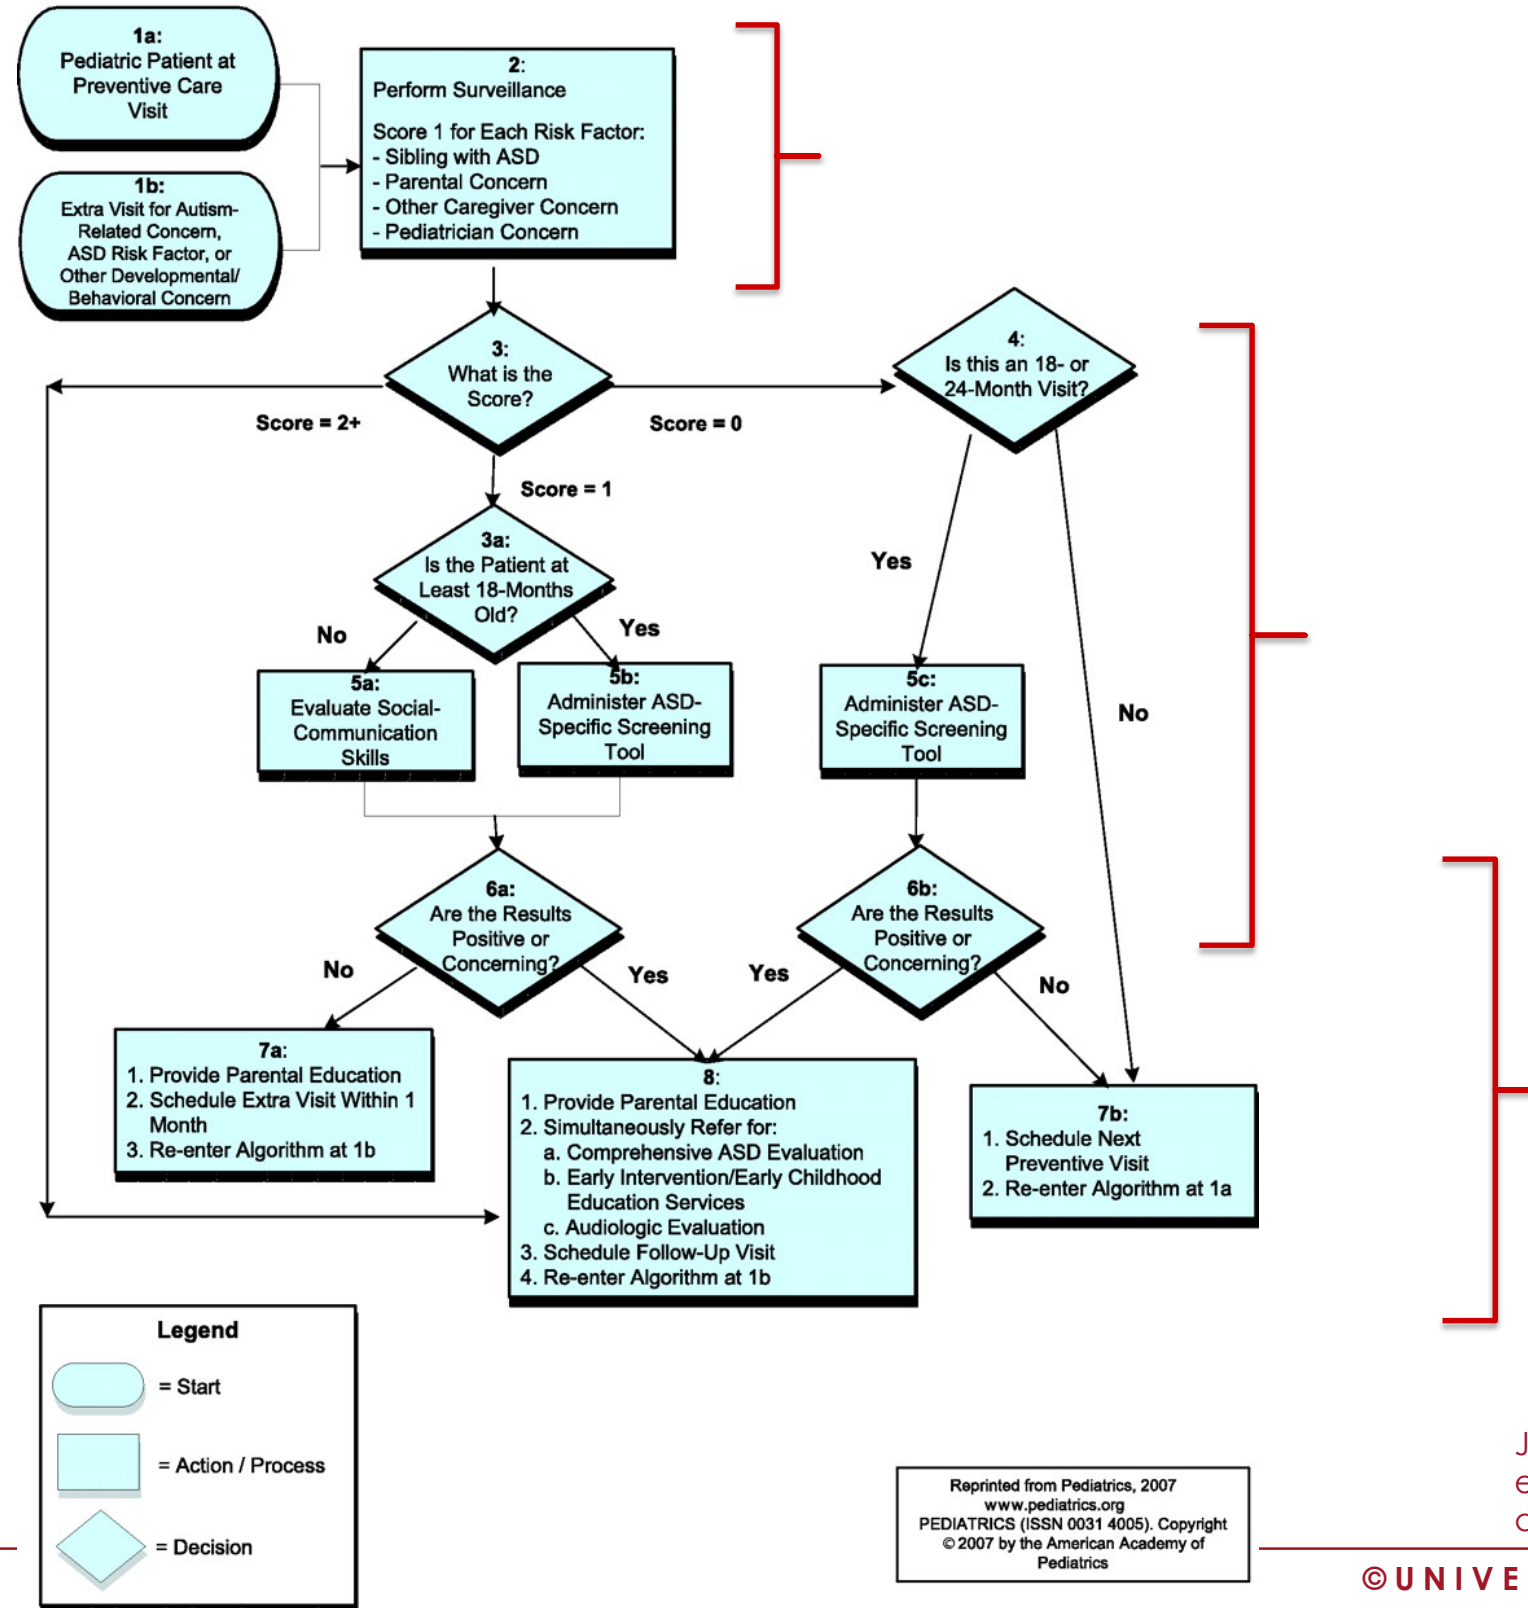 1a:
Pediatric Patient at
Preventive Care
Visit
1b:
Extra Visit for Autism-
Related Concern,
ASD Risk Factor, or
Other Developmental/
Behavioral Concern
2:
Perform Surveillance
Score 1 for Each Risk Factor:
- Sibling with ASD
- Parental Concern
- Other Caregiver Concern
- Pediatrician Concern
3:
What is the
Score?
Score = 2+
Score = 0
Score = 1
4:
Is this an 18- or
24-Month Visit?
3a:
Is the Patient at
Least 18-Months
Old?
No
Yes
Yes
No
5a:
Evaluate Social-
Communication
Skills
5b:
Administer ASD-
Specific Screening
Tool
5c:
Administer ASD-
Specific Screening
Tool
6a:
Are the Results
Positive or
Concerning?
No
Yes
6b:
Are the Results
Positive or
Concerning?
Yes
No
7a:
1. Provide Parental Education
2. Schedule Extra Visit Within 1
Month
3. Re-enter Algorithm at 1b
8:
1. Provide Parental Education
2. Simultaneously Refer for:
a. Comprehensive ASD Evaluation
b. Early Intervention/Early Childhood
Education Services
c. Audiologic Evaluation
3. Schedule Follow-Up Visit
4. Re-enter Algorithm at 1b
7b:
1. Schedule Next
Preventive Visit
2. Re-enter Algorithm at 1a
Legend
= Start
= Action / Process
= Decision
Reprinted from Pediatrics, 2007
www.pediatrics.org
PEDIATRICS (ISSN 0031 4005). Copyright
© 2007 by the American Academy of
Pediatrics
J
e
©UNIVE